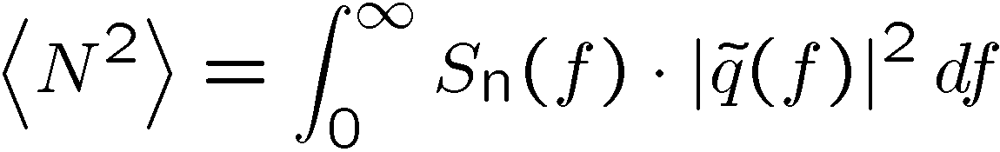 ⟨N²⟩ = ∫₀^∞ Sₙ(f) · |q̃(f)|² df